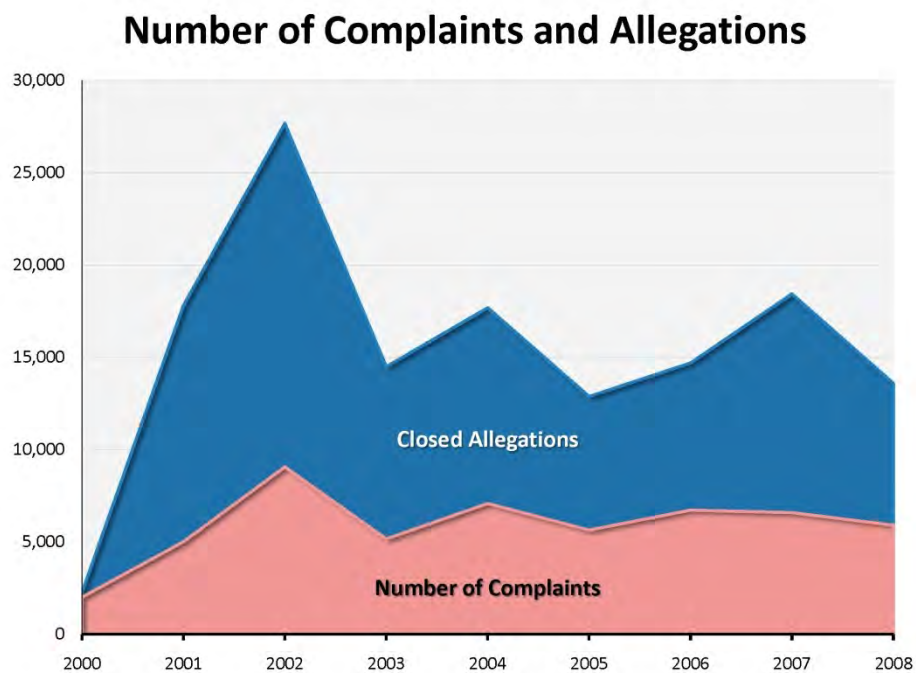 Number of Complaints and Allegations
30,000
25,000
20,000
15,000
10,000
5,000
0
Closed Allegations
Number of Complaints
2000 2001 2002 2003 2004 2005 2006 2007 2008